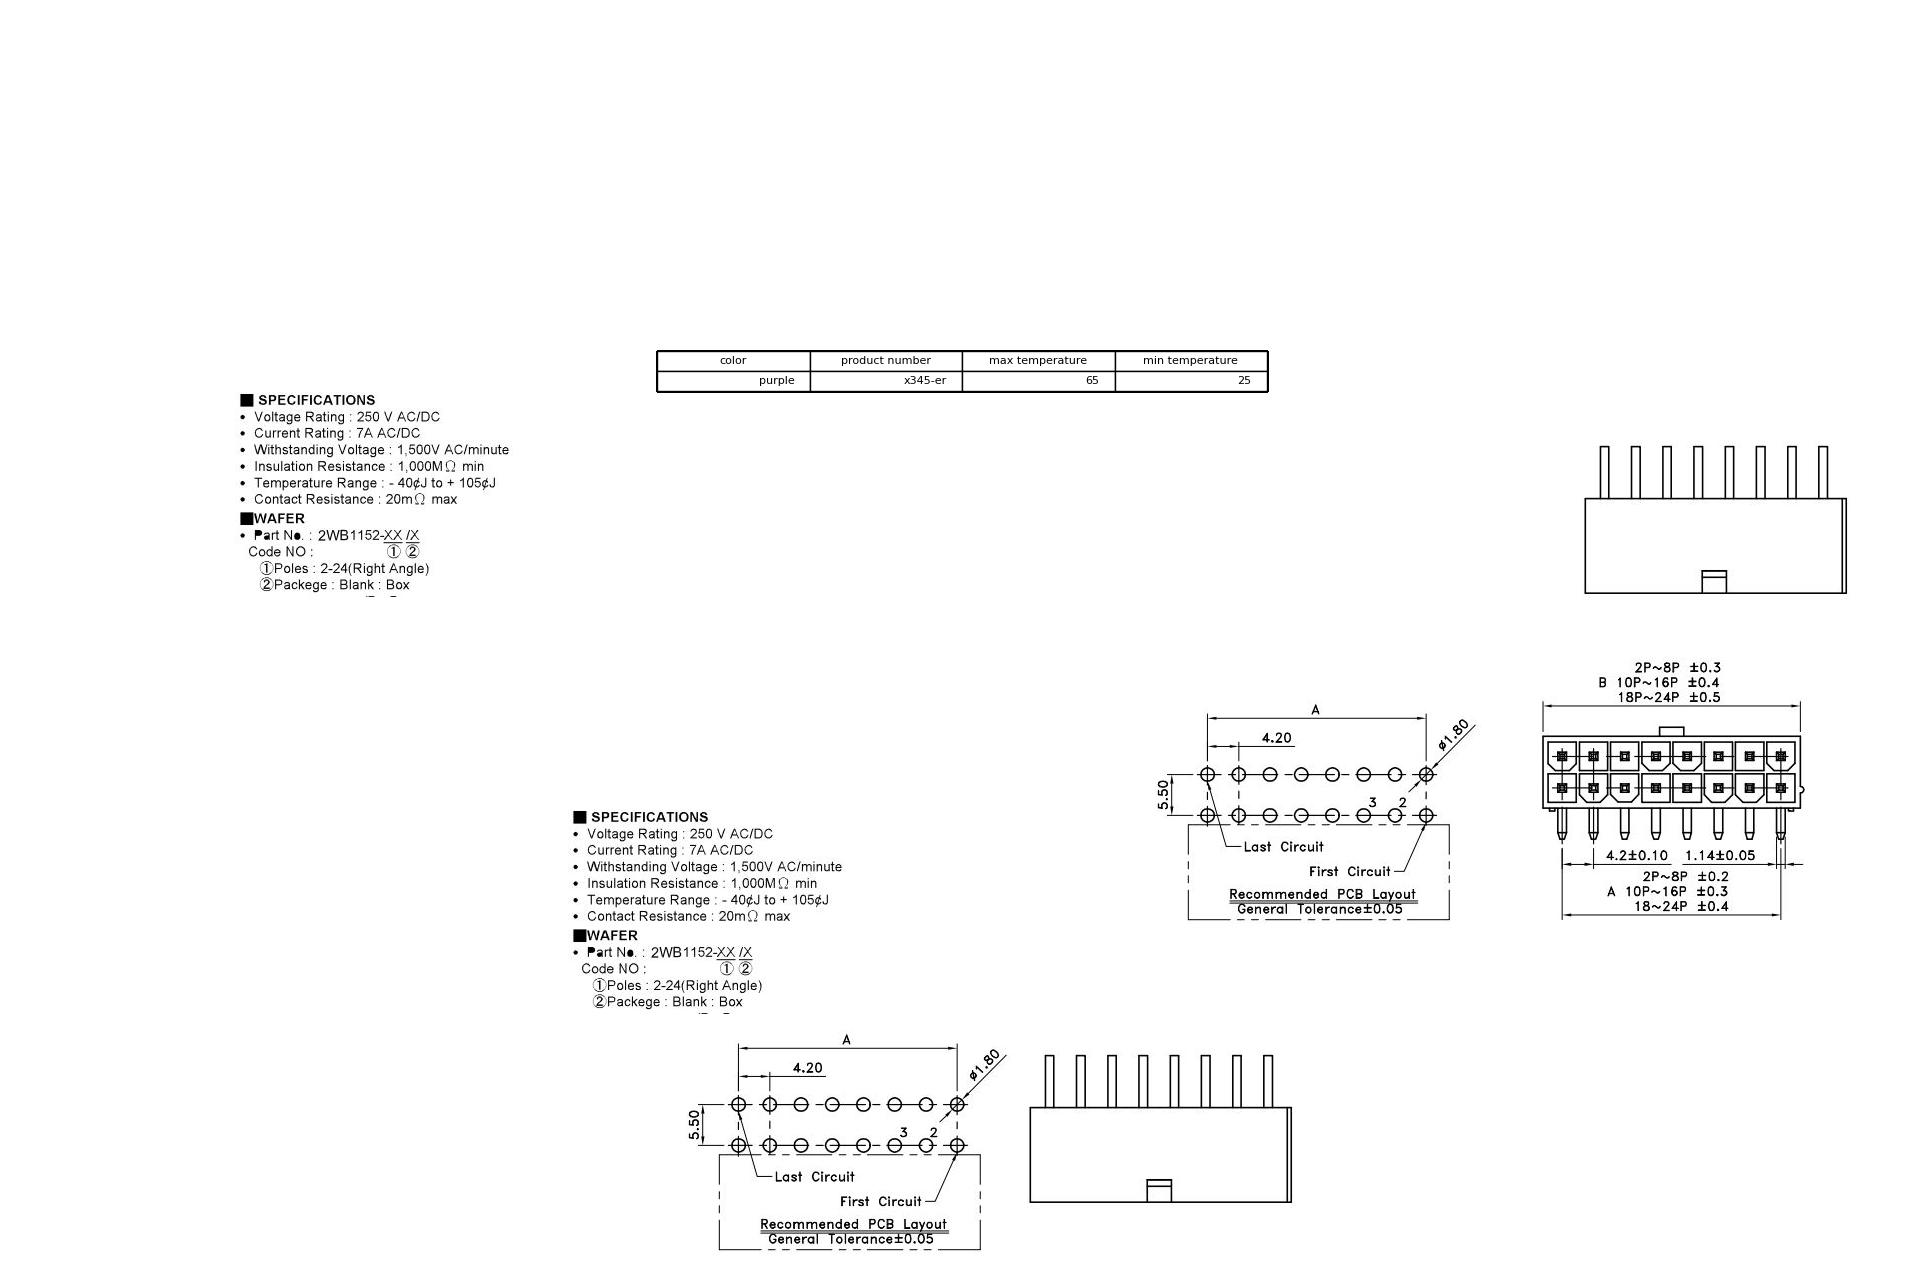 color product number max temperature min temperature
purple x345-er 65 25
■ SPECIFICATIONS
• Voltage Rating : 250 V AC/DC
• Current Rating : 7A AC/DC
• Withstanding Voltage : 1,500V AC/minute
• Insulation Resistance : 1,000MΩ min
• Temperature Range : - 40¢J to + 105¢J
• Contact Resistance : 20mΩ max
■WAFER
• Part No. : 2WB1152-XX /X
Code NO : ① ②
①Poles : 2-24(Right Angle)
②Packege : Blank : Box
2P~8P ±0.3
B 10P~16P ±0.4
18P~24P ±0.5
4.2±0.10 1.14±0.05
2P~8P ±0.2
A 10P~16P ±0.3
18~24P ±0.4
A
4.20
ø1.80
5.50
3 2
Last Circuit
First Circuit
Recommended PCB Layout
General Tolerance±0.05
■ SPECIFICATIONS
• Voltage Rating : 250 V AC/DC
• Current Rating : 7A AC/DC
• Withstanding Voltage : 1,500V AC/minute
• Insulation Resistance : 1,000MΩ min
• Temperature Range : - 40¢J to + 105¢J
• Contact Resistance : 20mΩ max
■WAFER
• Part No. : 2WB1152-XX /X
Code NO : ① ②
①Poles : 2-24(Right Angle)
②Packege : Blank : Box
A
4.20
ø1.80
5.50
3 2
Last Circuit
First Circuit
Recommended PCB Layout
General Tolerance±0.05